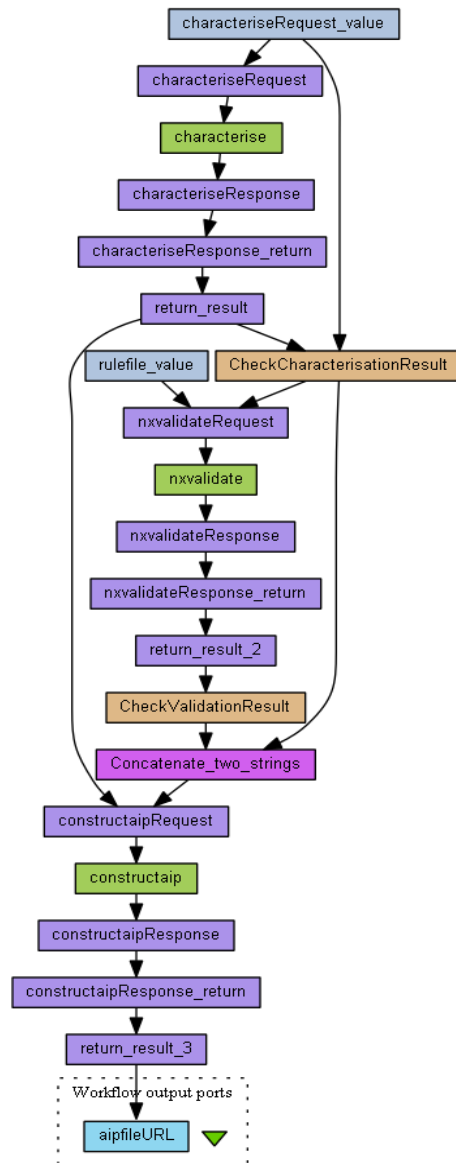 characteriseRequest_value
characteriseRequest
characterise
characteriseResponse
characteriseResponse_return
return_result
rulefile_value
CheckCharacterisationResult
nxvalidateRequest
nxvalidate
nxvalidateResponse
nxvalidateResponse_return
return_result_2
CheckValidationResult
Concatenate_two_strings
constructaipRequest
constructaip
constructaipResponse
constructaipResponse_return
return_result_3
Workflow output ports
aipfileURL